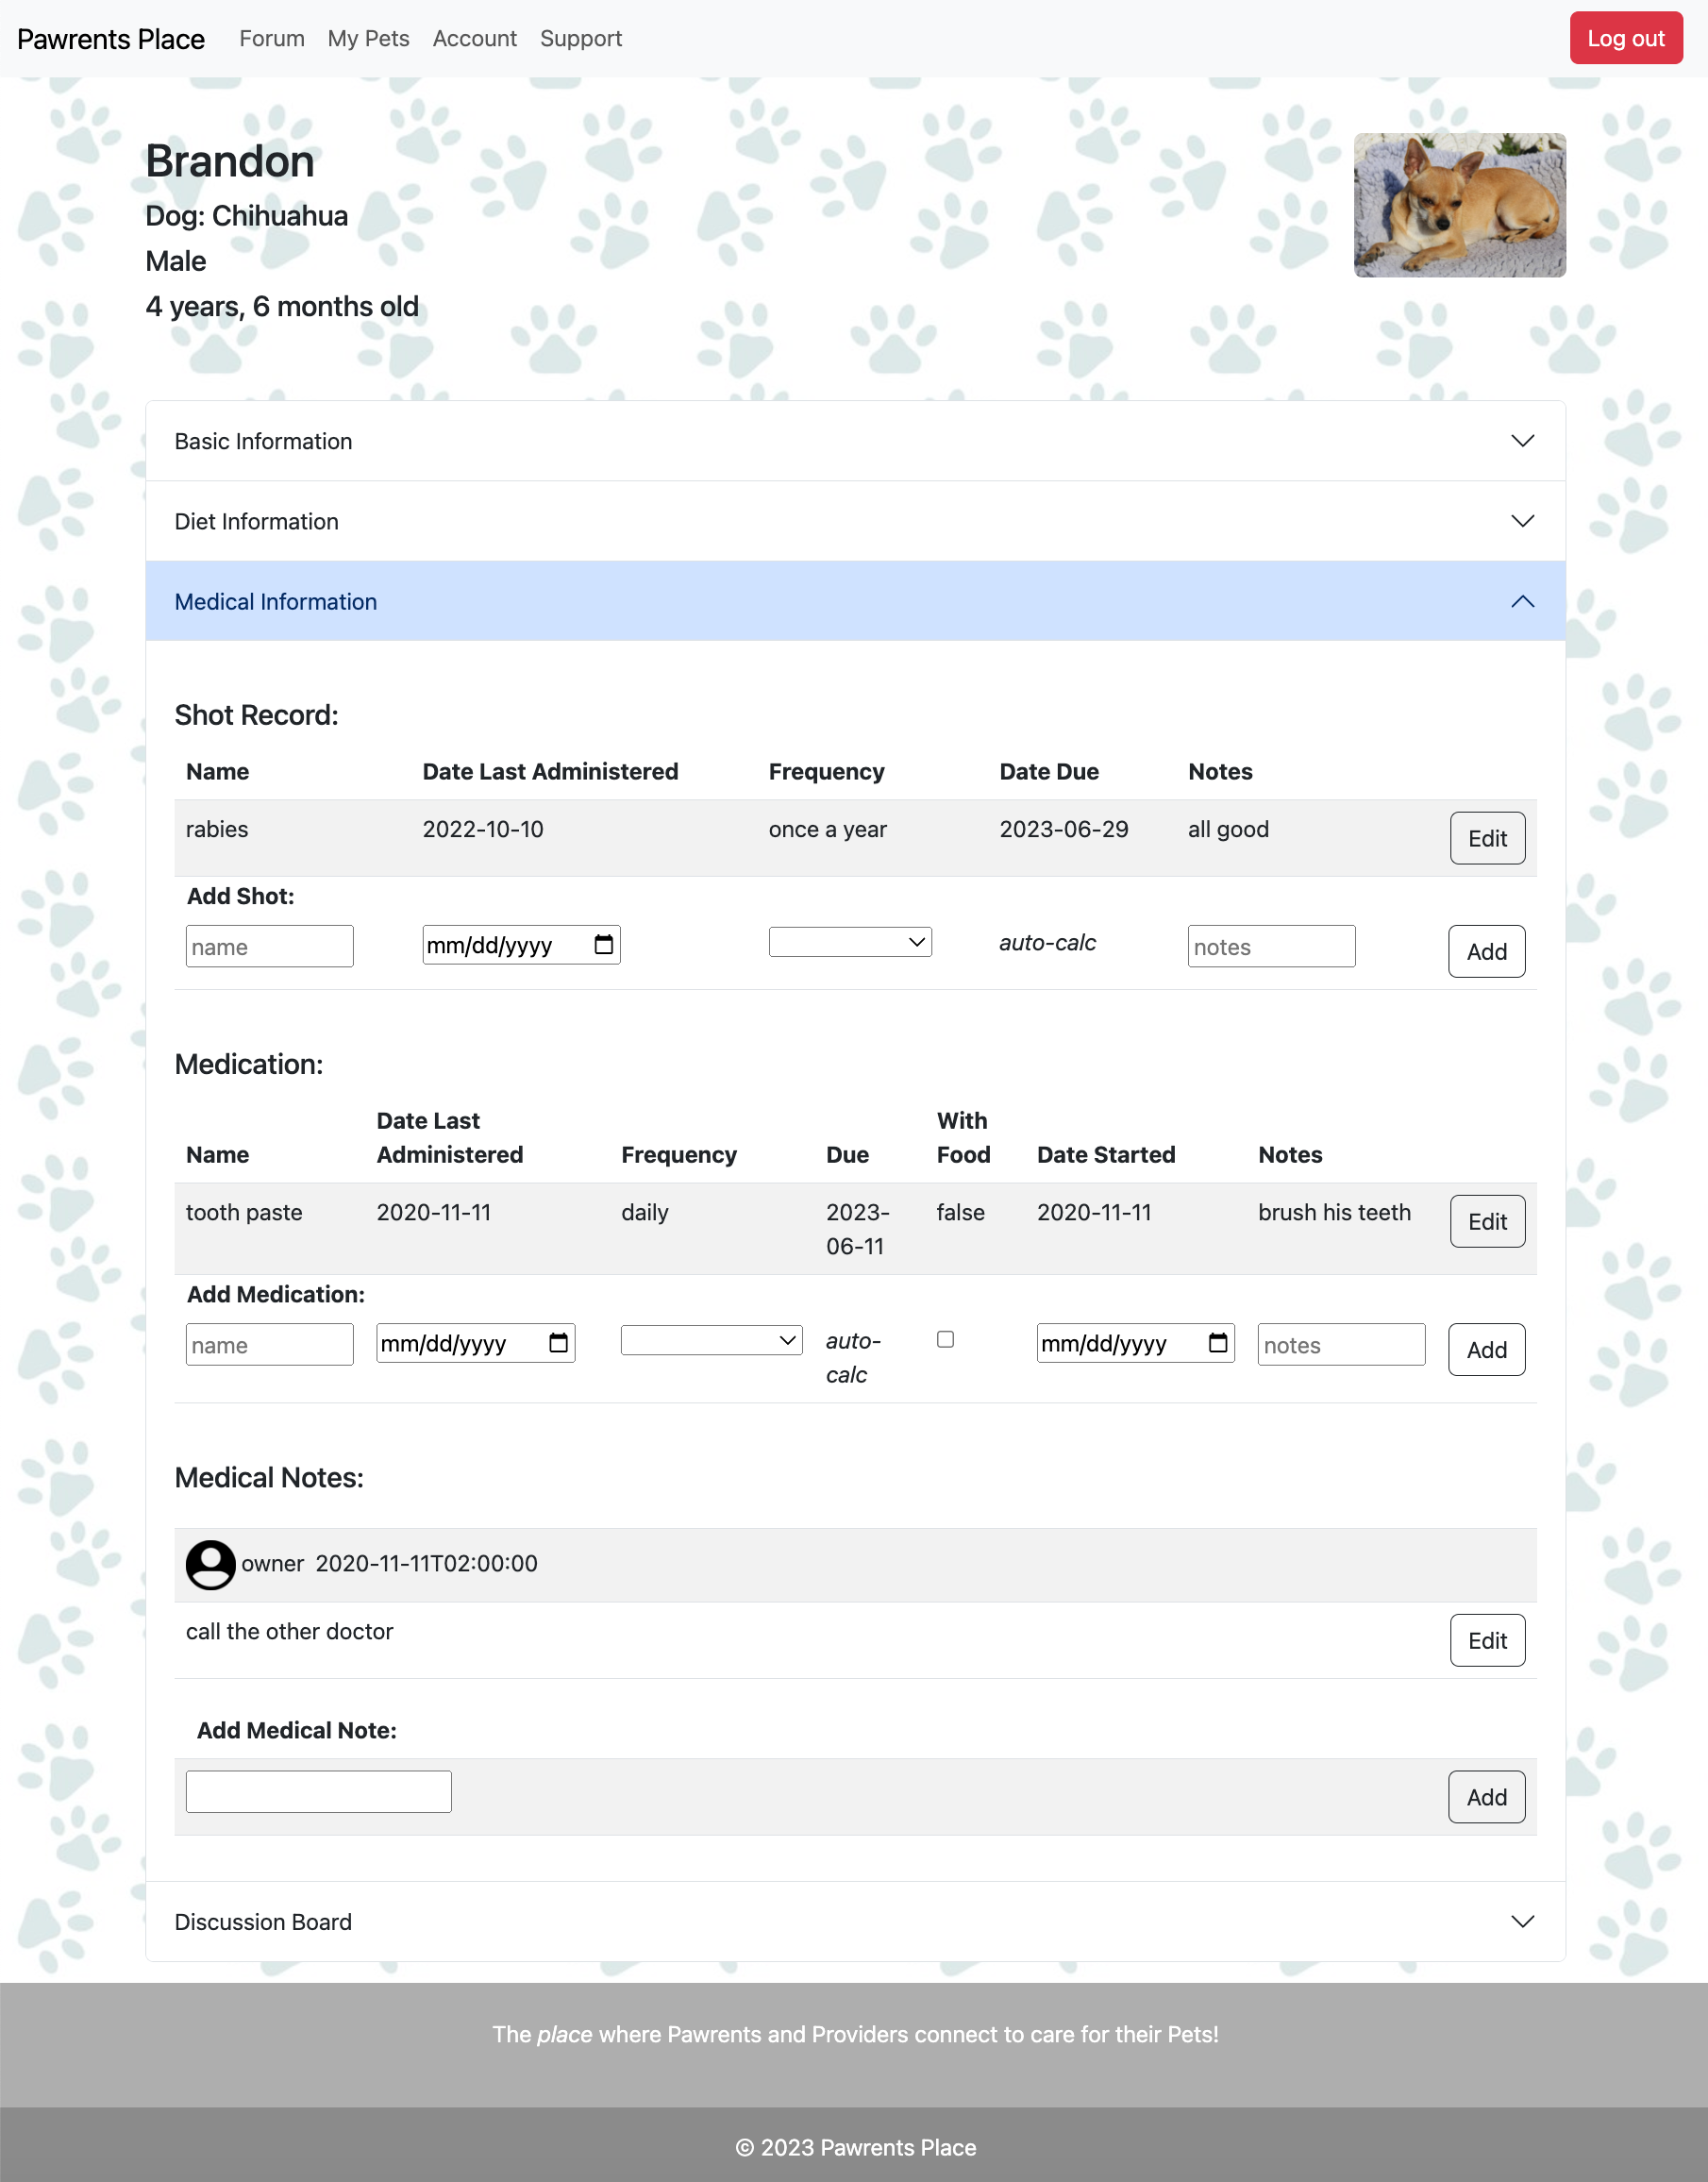 Pawrents Place Forum My Pets Account Support Log out
Brandon
Dog: Chihuahua
Male
4 years, 6 months old
Basic Information
Diet Information
Medical Information
Shot Record:
Name Date Last Administered Frequency Date Due Notes
rabies 2022-10-10 once a year 2023-06-29 all good Edit
Add Shot:
name mm/dd/yyyy auto-calc notes Add
Medication:
Name Date Last Administered Frequency Due With Food Date Started Notes
tooth paste 2020-11-11 daily 2023-06-11 false 2020-11-11 brush his teeth Edit
Add Medication:
name mm/dd/yyyy auto-calc mm/dd/yyyy notes Add
Medical Notes:
owner 2020-11-11T02:00:00
call the other doctor Edit
Add Medical Note:
Add
Discussion Board
The place where Pawrents and Providers connect to care for their Pets!
© 2023 Pawrents Place